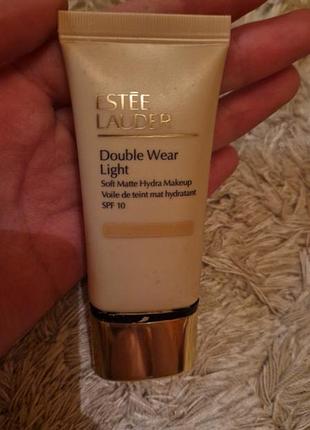 ESTĒE
LAUDER
Double Wear
Light
Soft Matte Hydra Makeup
Voile de teint mat hydratant
SPF 10